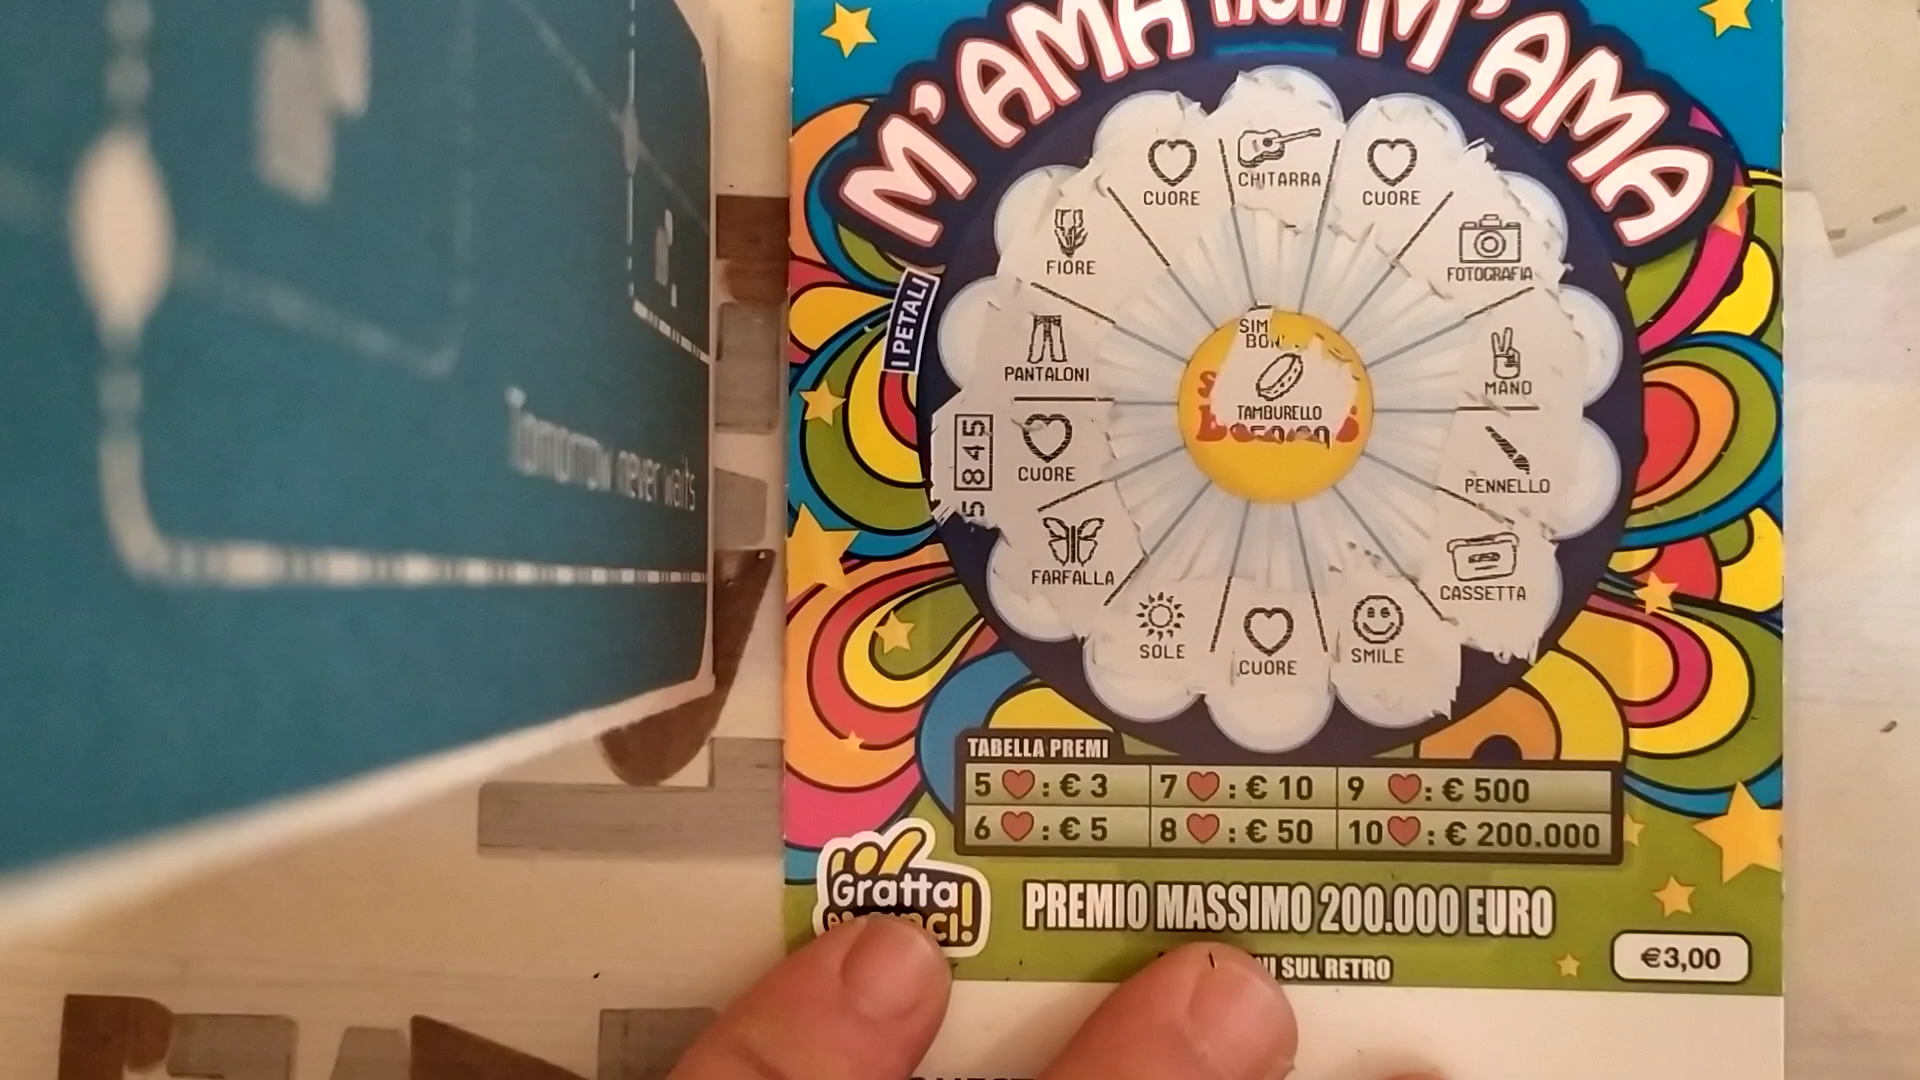 M'AMA non M'AMA
Tomorrow never waits
I PETALI
CUORE
CHITARRA
CUORE
FIORE
FOTOGRAFIA
PANTALONI
MANO
TAMBURELLO
845
CUORE
PENNELLO
FARFALLA
CASSETTA
SOLE
CUORE
SMILE
TABELLA PREMI
5 : € 3
7 : € 10
9 : € 500
6 : € 5
8 : € 50
10 : € 200.000
Gratta
PREMIO MASSIMO 200.000 EURO
SUL RETRO
€3,00